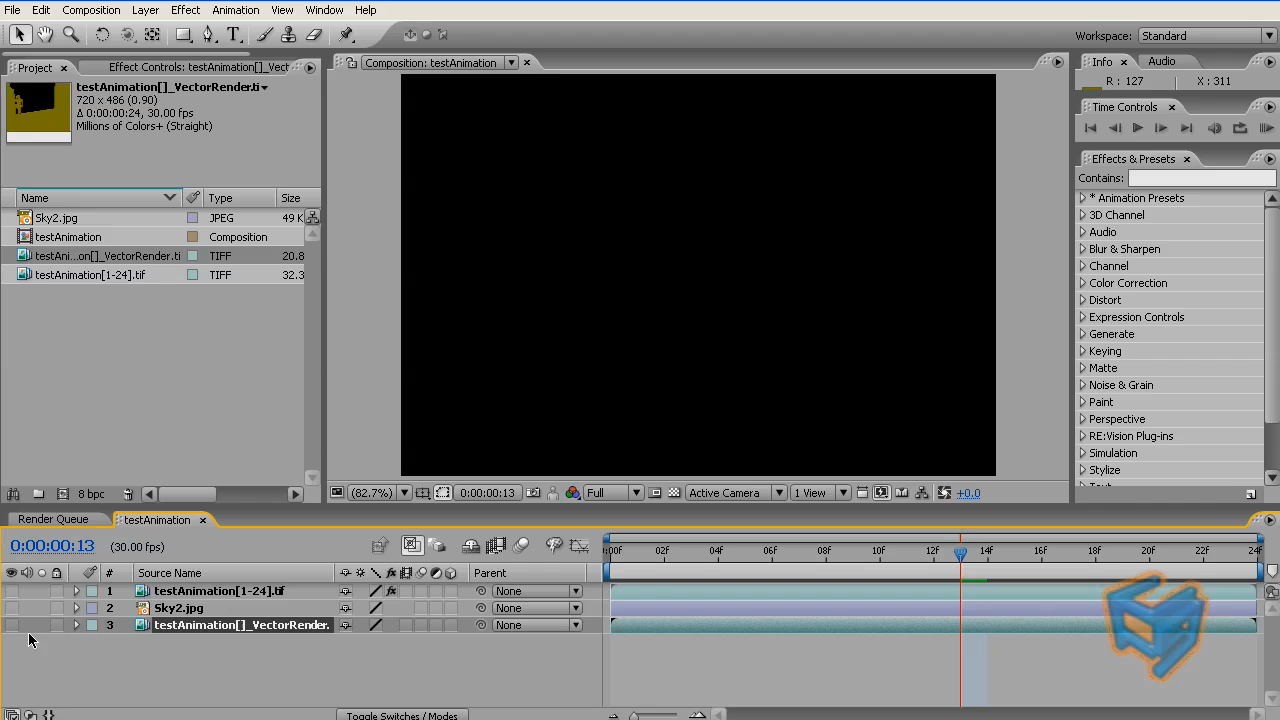 File Edit Composition Layer Effect Animation View Window Help
Workspace: Standard
Project × Effect Controls: testAnimation[]_Vect
Composition: testAnimation ×
Info × Audio
testAnimation[]_VectorRender.ti
720 x 486 (0.90)
Δ 0:00:00:24, 30.00 fps
Millions of Colors+ (Straight)
R : 127 X : 311
Time Controls ×
Effects & Presets ×
Contains:
Name Type Size
Sky2.jpg JPEG 49 K
testAnimation Composition
testAni...on[]_VectorRender.ti TIFF 20.8
testAnimation[1-24].tif TIFF 32.3
* Animation Presets
3D Channel
Audio
Blur & Sharpen
Channel
Color Correction
Distort
Expression Controls
Generate
Keying
Matte
Noise & Grain
Paint
Perspective
RE:Vision Plug-ins
Simulation
Stylize
8 bpc
(82.7%) 0:00:00:13 Full Active Camera 1 View +0.0
Render Queue testAnimation ×
0:00:00:13 (30.00 fps)
:00F 02F 04F 06F 08F 10F 12F 14F 16F 18F 20F 22F 24F
# Source Name Parent
1 testAnimation[1-24].tif None
2 Sky2.jpg None
3 testAnimation[]_VectorRender. None
Toggle Switches / Modes